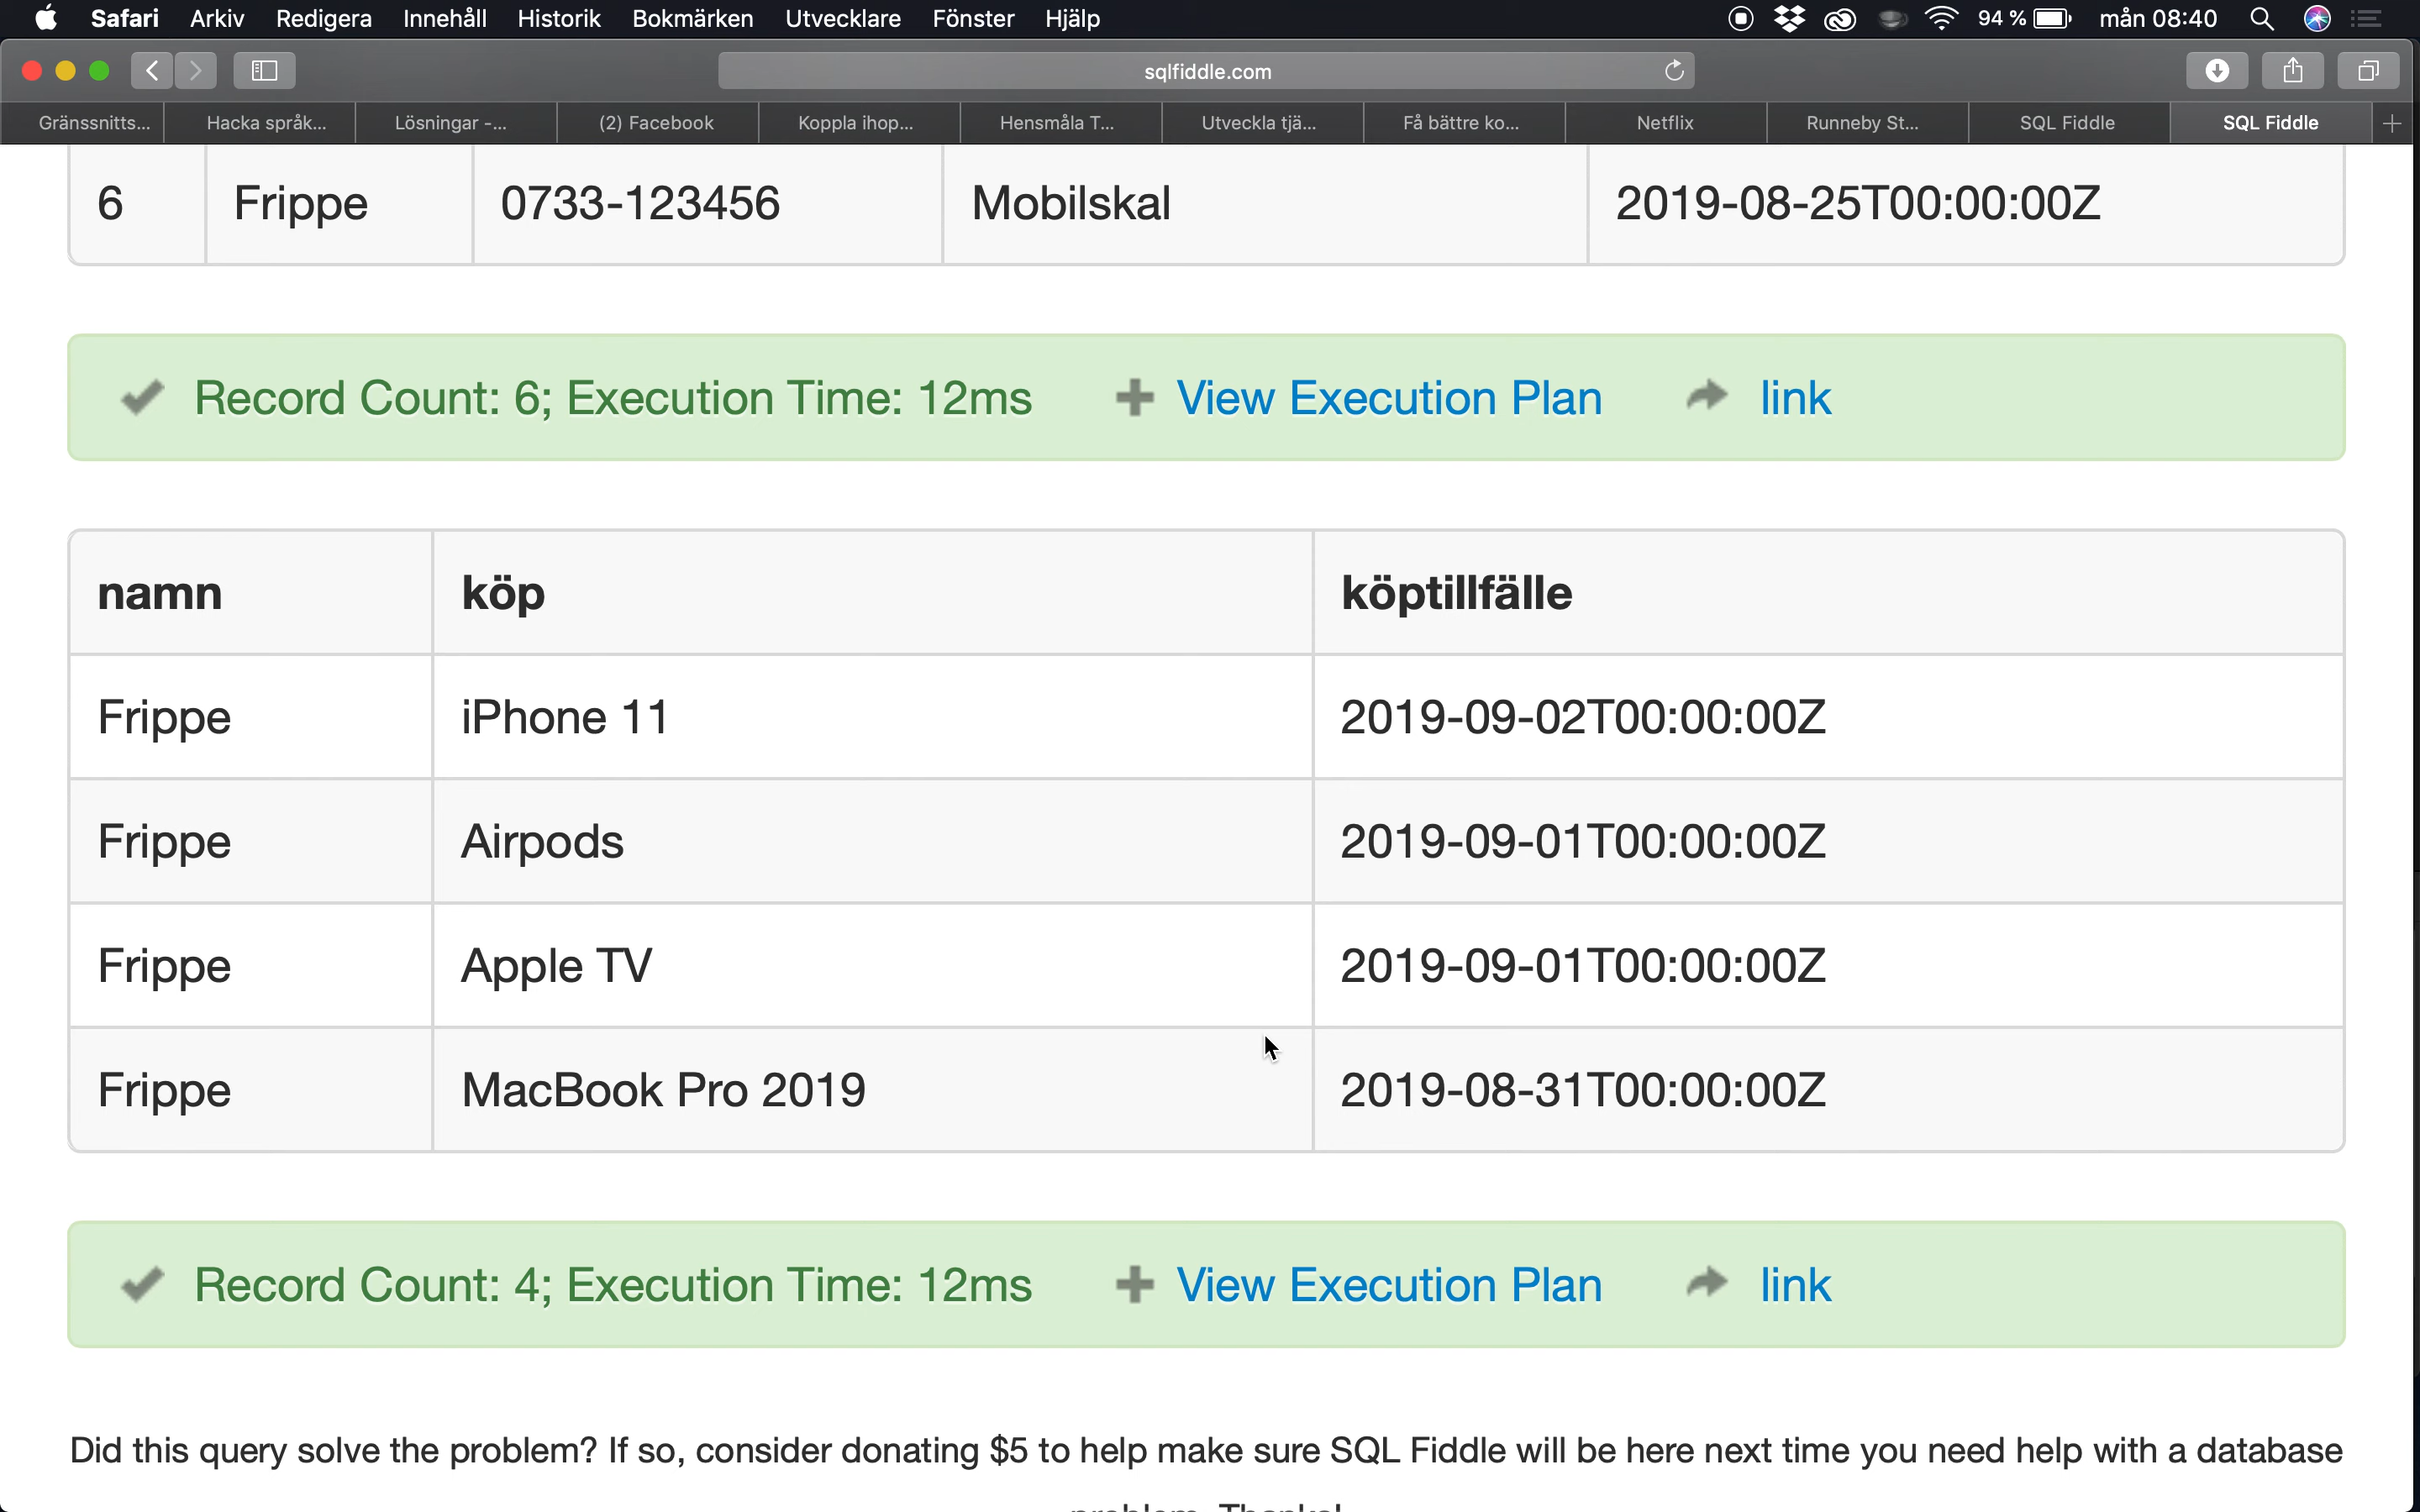 Safari Arkiv Redigera Innehåll Historik Bokmärken Utvecklare Fönster Hjälp 94 % mån 08:40
sqlfiddle.com
Gränssnitts... Hacka språk... Lösningar -... (2) Facebook Koppla ihop... Hensmåla T... Utveckla tjä... Få bättre ko... Netflix Runneby St... SQL Fiddle SQL Fiddle
6 Frippe 0733-123456 Mobilskal 2019-08-25T00:00:00Z
Record Count: 6; Execution Time: 12ms View Execution Plan link
namn köp köptillfälle
Frippe iPhone 11 2019-09-02T00:00:00Z
Frippe Airpods 2019-09-01T00:00:00Z
Frippe Apple TV 2019-09-01T00:00:00Z
Frippe MacBook Pro 2019 2019-08-31T00:00:00Z
Record Count: 4; Execution Time: 12ms View Execution Plan link
Did this query solve the problem? If so, consider donating $5 to help make sure SQL Fiddle will be here next time you need help with a database